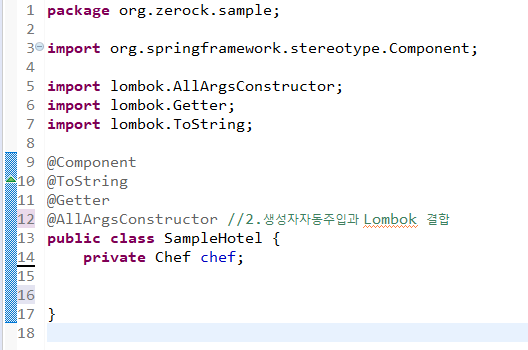 1 package org.zerock.sample;
2
3 import org.springframework.stereotype.Component;
4
5 import lombok.AllArgsConstructor;
6 import lombok.Getter;
7 import lombok.ToString;
8
9 @Component
10 @ToString
11 @Getter
12 @AllArgsConstructor //2.생성자자동주입과 Lombok 결합
13 public class SampleHotel {
14     private Chef chef;
15
16
17 }
18